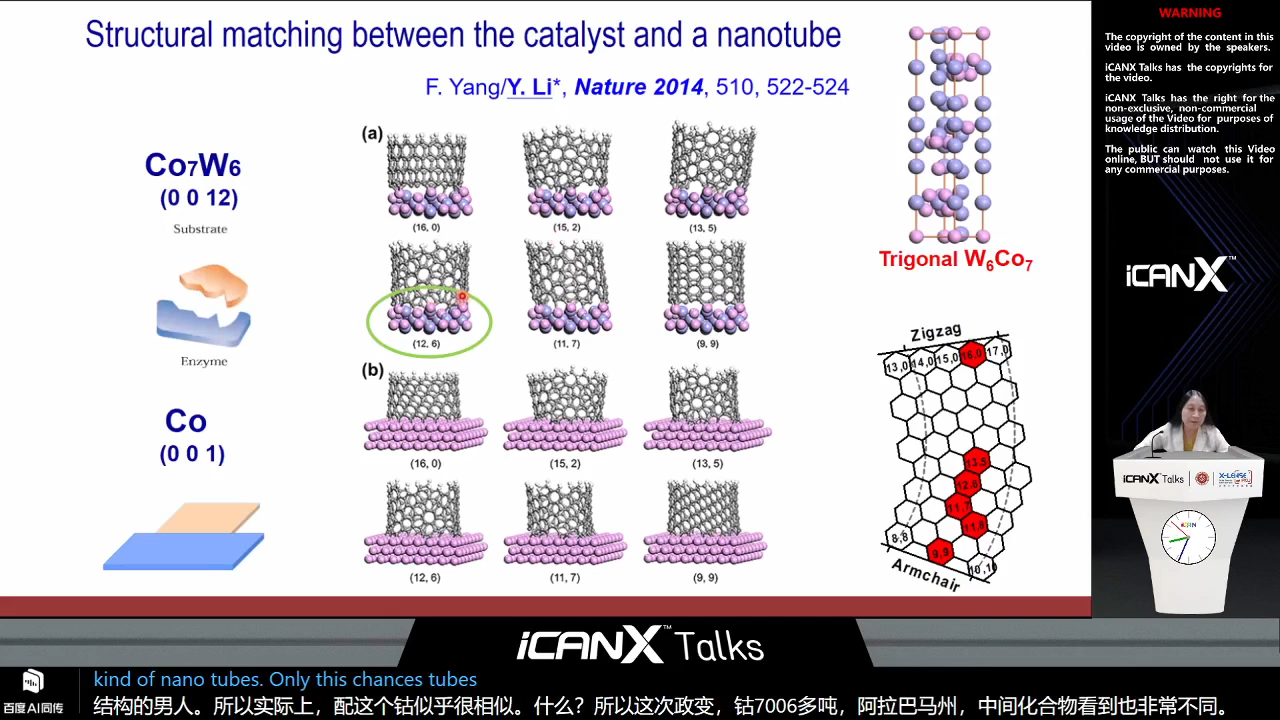 Structural matching between the catalyst and a nanotube
F. Yang/Y. Li*, Nature 2014, 510, 522-524
Co7W6
(0 0 12)
Substrate
Enzyme
Co
(0 0 1)
(a)
(16, 0)
(15, 2)
(13, 5)
(12, 6)
(11, 7)
(9, 9)
(b)
(16, 0)
(15, 2)
(13, 5)
(12, 6)
(11, 7)
(9, 9)
Trigonal W6Co7
Zigzag
13,0 14,0 15,0 16,0 17,0
13,5
12,6
11,7
11,8
8,8
9,9
10,10
Armchair
WARNING
The copyright of the content in this
video is owned by the speakers.
iCANX Talks has the copyrights for
the video.
iCANX Talks has the right for the
non-exclusive, non-commercial
usage of the Video for purposes of
knowledge distribution.
The public can watch this Video
online, BUT should not use it for
any commercial purposes.
iCANX™
iCANX Talks
X-LENSE
iCANX™ Talks
百度AI同传
kind of nano tubes. Only this chances tubes
结构的男人。所以实际上，配这个钴似乎很相似。什么？所以这次政变，钴7006多吨，阿拉巴马州，中间化合物看到也非常不同。